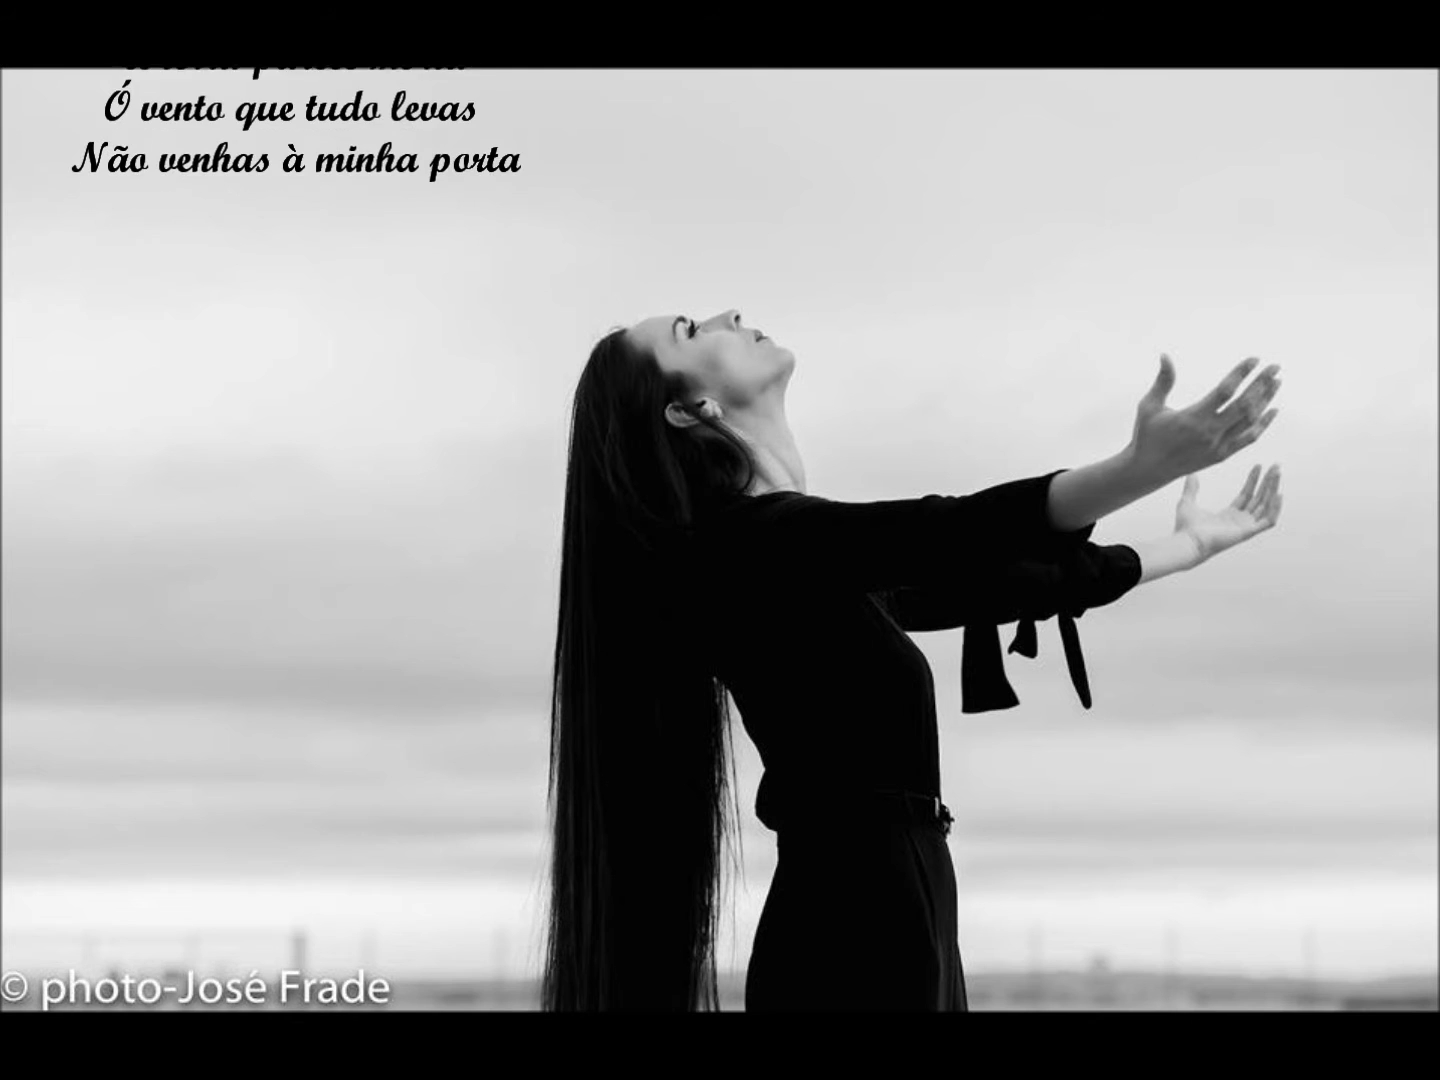 Ó vento que tudo levas
Não venhas à minha porta
© photo-José Frade